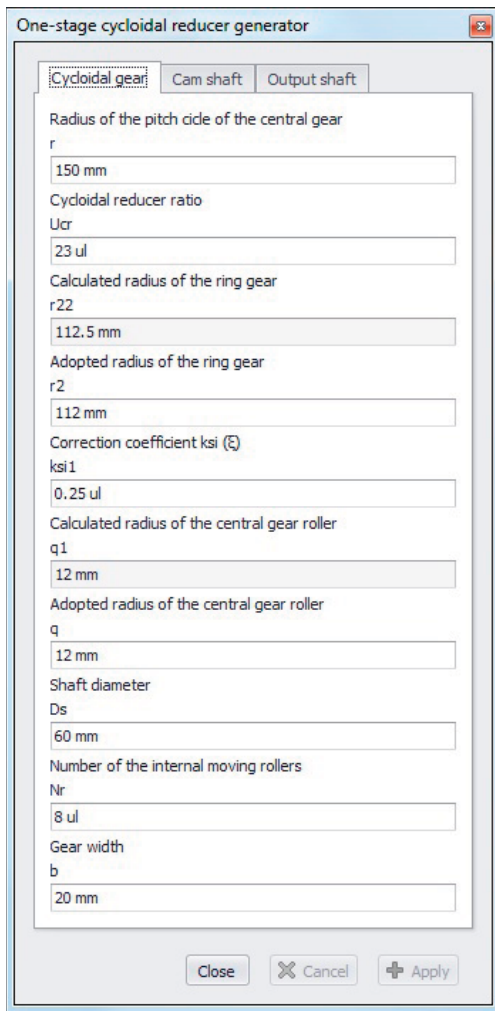 One-stage cycloidal reducer generator
Cycloidal gear Cam shaft Output shaft
Radius of the pitch cicle of the central gear
r
150 mm
Cycloidal reducer ratio
Ucr
23 ul
Calculated radius of the ring gear
r22
112.5 mm
Adopted radius of the ring gear
r2
112 mm
Correction coefficient ksi (ξ)
ksi1
0.25 ul
Calculated radius of the central gear roller
q1
12 mm
Adopted radius of the central gear roller
q
12 mm
Shaft diameter
Ds
60 mm
Number of the internal moving rollers
Nr
8 ul
Gear width
b
20 mm
Close Cancel Apply